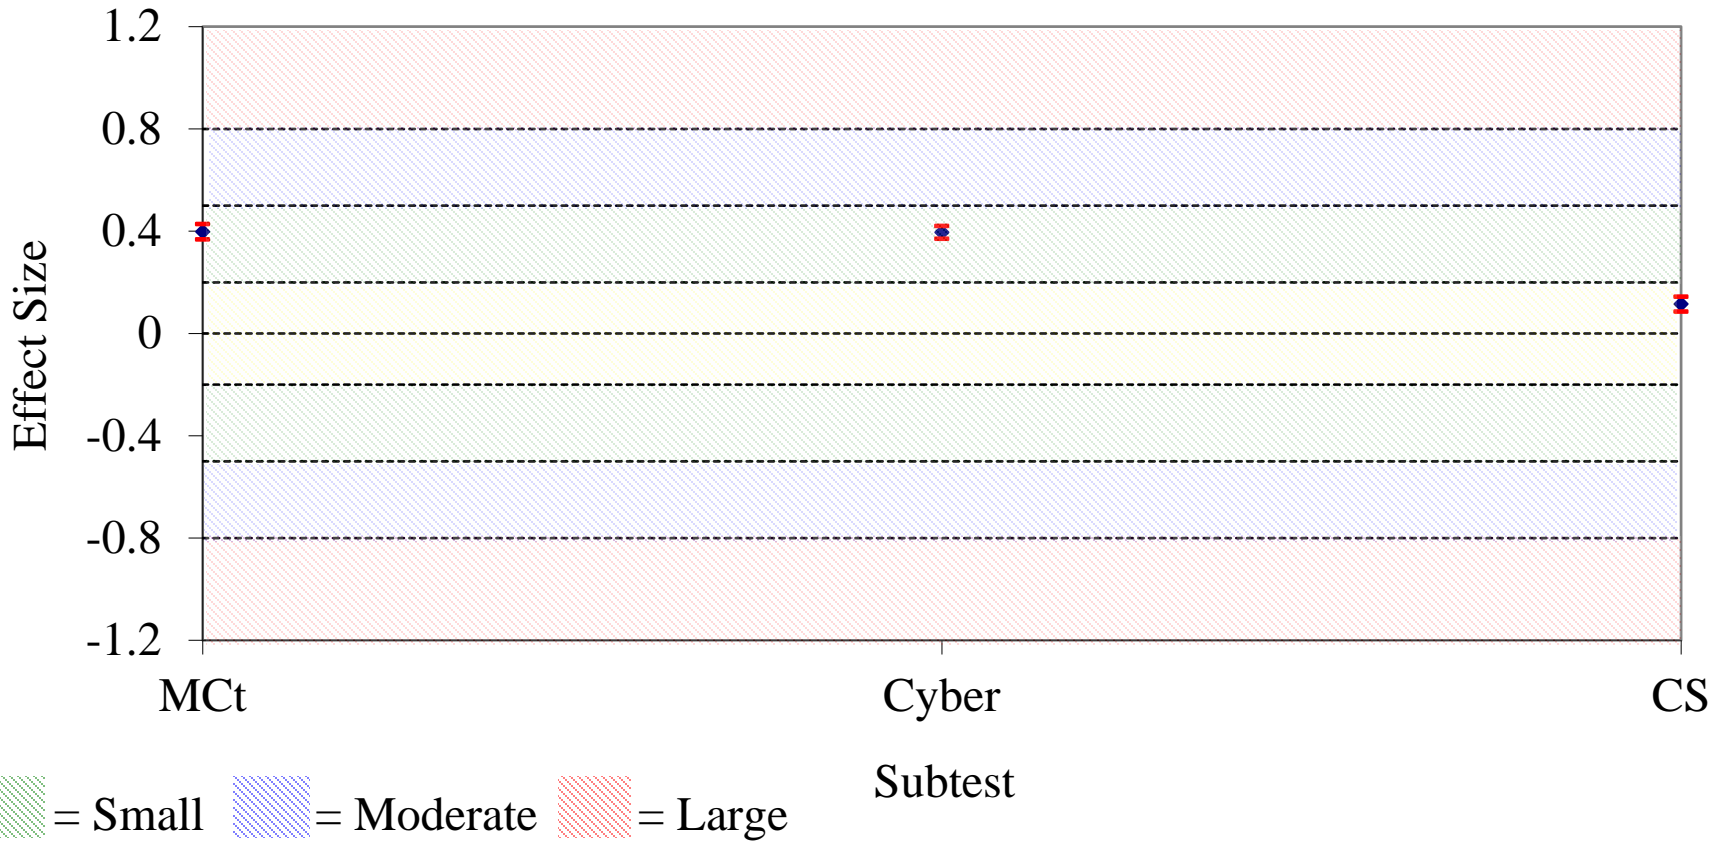 Effect Size
1.2
0.8
0.4
0
-0.4
-0.8
-1.2
MCt Cyber CS
Subtest
= Small = Moderate = Large